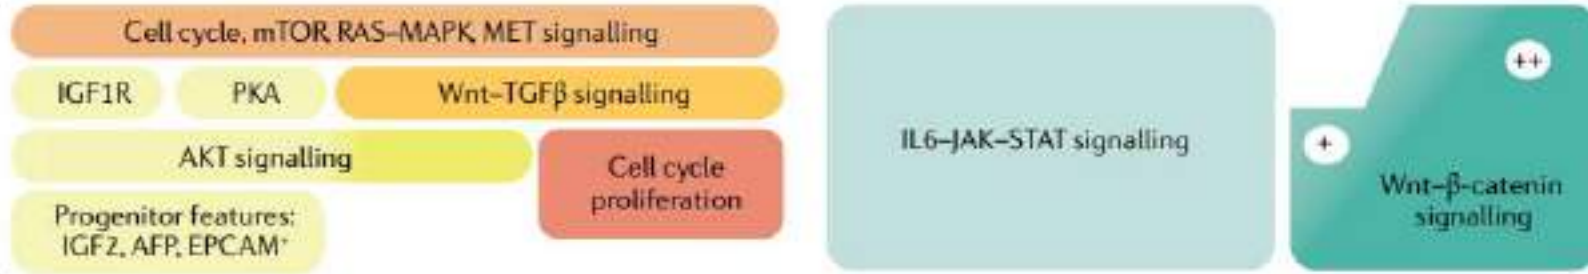 Cell cycle, mTOR, RAS–MAPK, MET signalling
IGF1R
PKA
Wnt–TGFβ signalling
AKT signalling
Cell cycle
proliferation
Progenitor features:
IGF2, AFP, EPCAM⁺
IL6–JAK–STAT signalling
++
+
Wnt–β-catenin
signalling